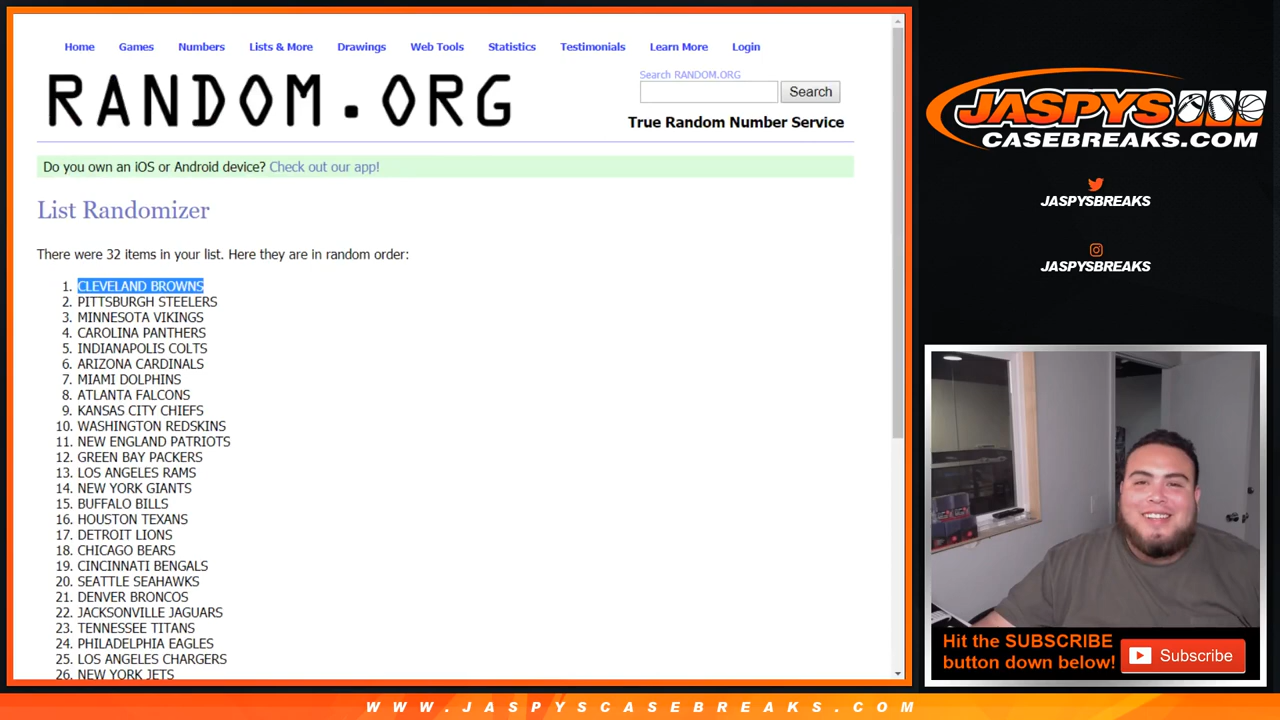 Home Games Numbers Lists & More Drawings Web Tools Statistics Testimonials Learn More Login
RANDOM.ORG
Search RANDOM.ORG
Search
True Random Number Service
Do you own an iOS or Android device? Check out our app!
List Randomizer
There were 32 items in your list. Here they are in random order:
1. CLEVELAND BROWNS
2. PITTSBURGH STEELERS
3. MINNESOTA VIKINGS
4. CAROLINA PANTHERS
5. INDIANAPOLIS COLTS
6. ARIZONA CARDINALS
7. MIAMI DOLPHINS
8. ATLANTA FALCONS
9. KANSAS CITY CHIEFS
10. WASHINGTON REDSKINS
11. NEW ENGLAND PATRIOTS
12. GREEN BAY PACKERS
13. LOS ANGELES RAMS
14. NEW YORK GIANTS
15. BUFFALO BILLS
16. HOUSTON TEXANS
17. DETROIT LIONS
18. CHICAGO BEARS
19. CINCINNATI BENGALS
20. SEATTLE SEAHAWKS
21. DENVER BRONCOS
22. JACKSONVILLE JAGUARS
23. TENNESSEE TITANS
24. PHILADELPHIA EAGLES
25. LOS ANGELES CHARGERS
26. NEW YORK JETS
JASPYS
CASEBREAKS.COM
JASPYSBREAKS
JASPYSBREAKS
Hit the SUBSCRIBE
button down below!
Subscribe
WWW.JASPYSCASEBREAKS.COM